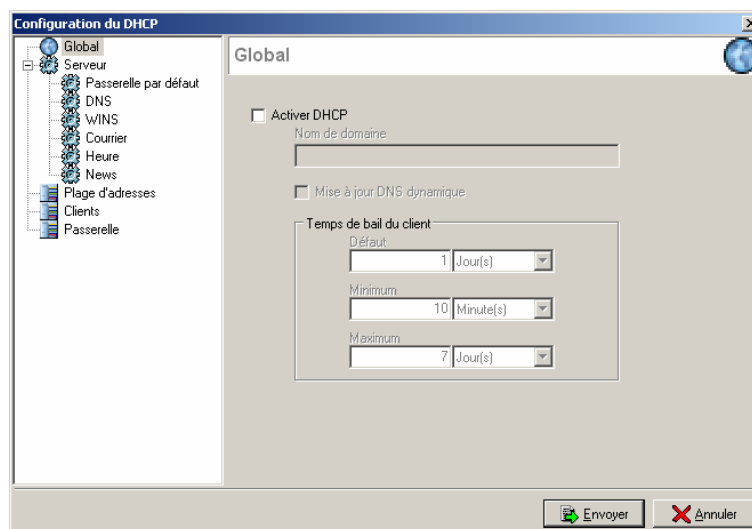 Configuration du DHCP
Global
Serveur
Passerelle par défaut
DNS
WINS
Courrier
Heure
News
Plage d'adresses
Clients
Passerelle
Global
Activer DHCP
Nom de domaine
Mise à jour DNS dynamique
Temps de bail du client
Défaut
1 Jour(s)
Minimum
10 Minute(s)
Maximum
7 Jour(s)
Envoyer Annuler